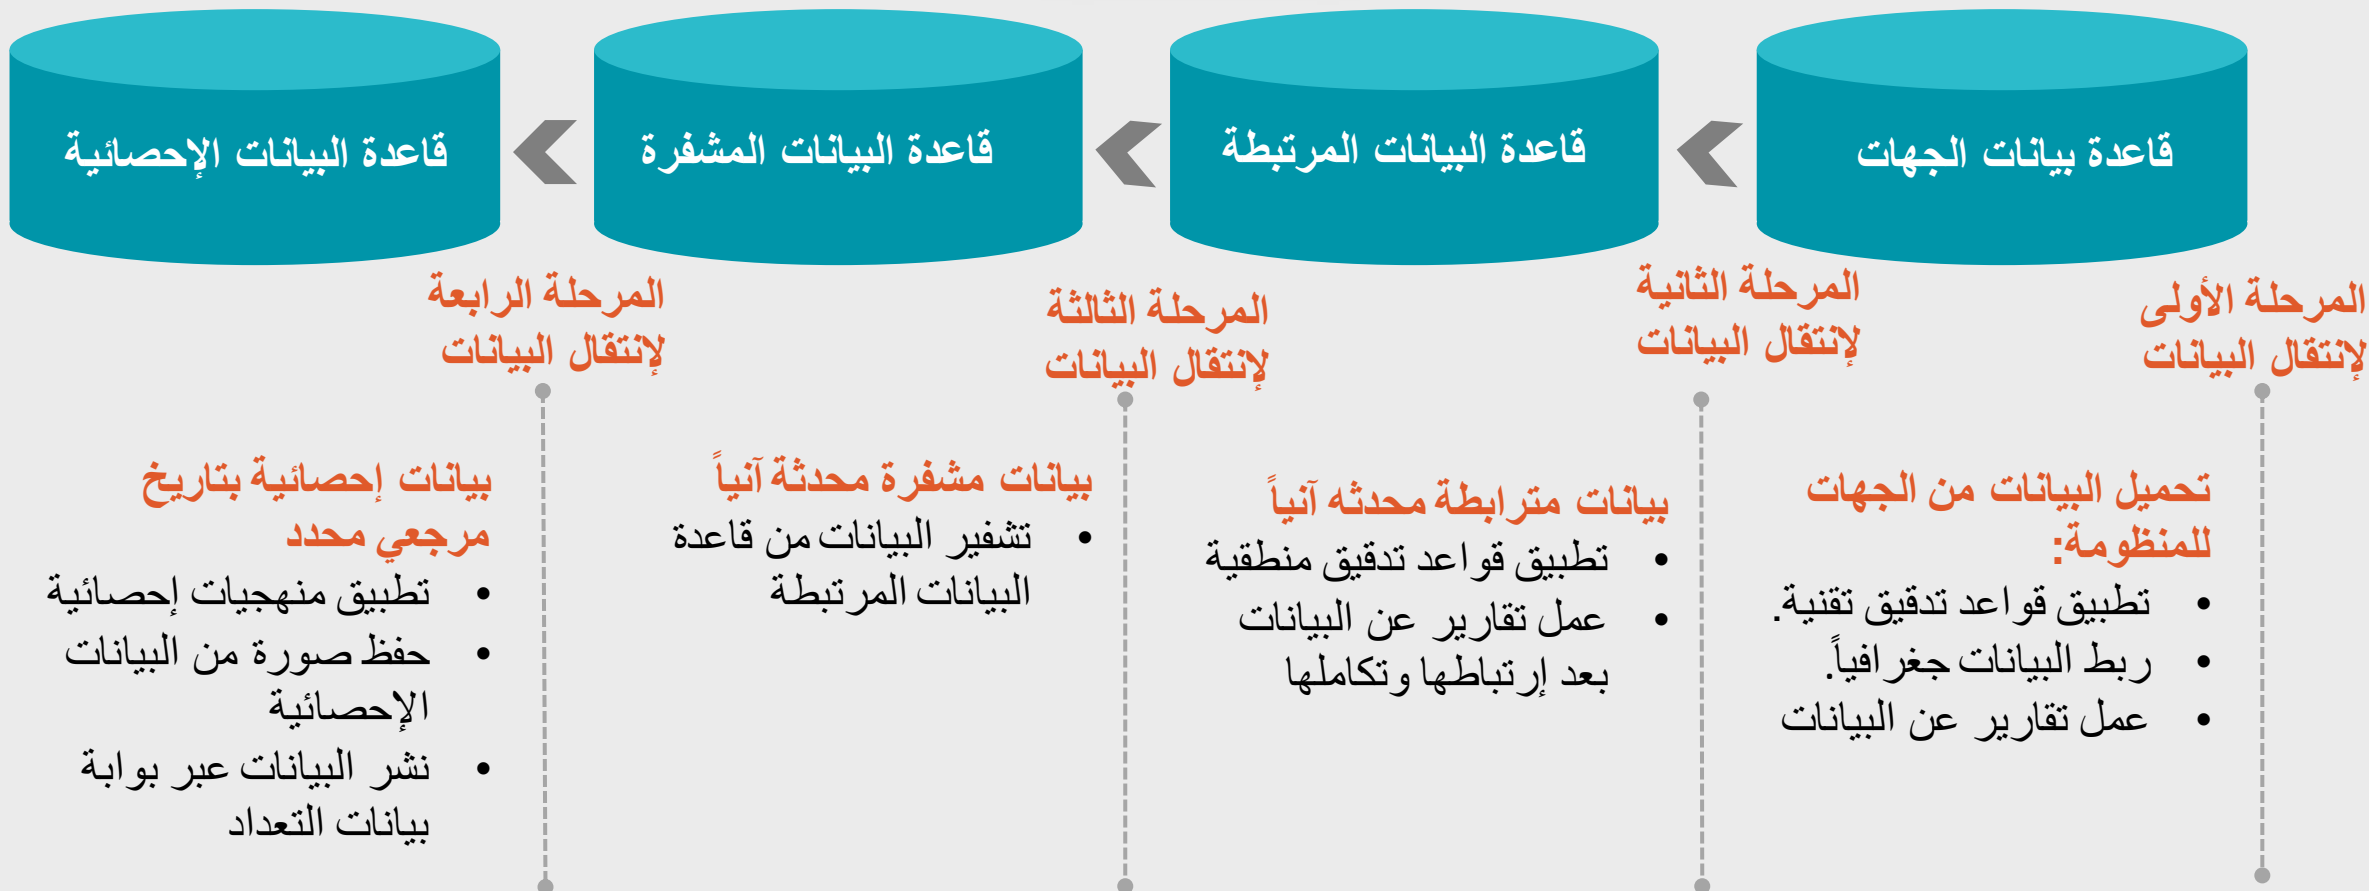 قاعدة بيانات الجهات
قاعدة البيانات المرتبطة
قاعدة البيانات المشفرة
قاعدة البيانات الإحصائية
المرحلة الأولى
لإنتقال البيانات
تحميل البيانات من الجهات
للمنظومة:
• تطبيق قواعد تدقيق تقنية.
• ربط البيانات جغرافياً.
• عمل تقارير عن البيانات
المرحلة الثانية
لإنتقال البيانات
بيانات مترابطة محدثه آنياً
• تطبيق قواعد تدقيق منطقية
• عمل تقارير عن البيانات
بعد إرتباطها وتكاملها
المرحلة الثالثة
لإنتقال البيانات
بيانات مشفرة محدثة آنياً
• تشفير البيانات من قاعدة
البيانات المرتبطة
المرحلة الرابعة
لإنتقال البيانات
بيانات إحصائية بتاريخ
مرجعي محدد
• تطبيق منهجيات إحصائية
• حفظ صورة من البيانات
الإحصائية
• نشر البيانات عبر بوابة
بيانات التعداد